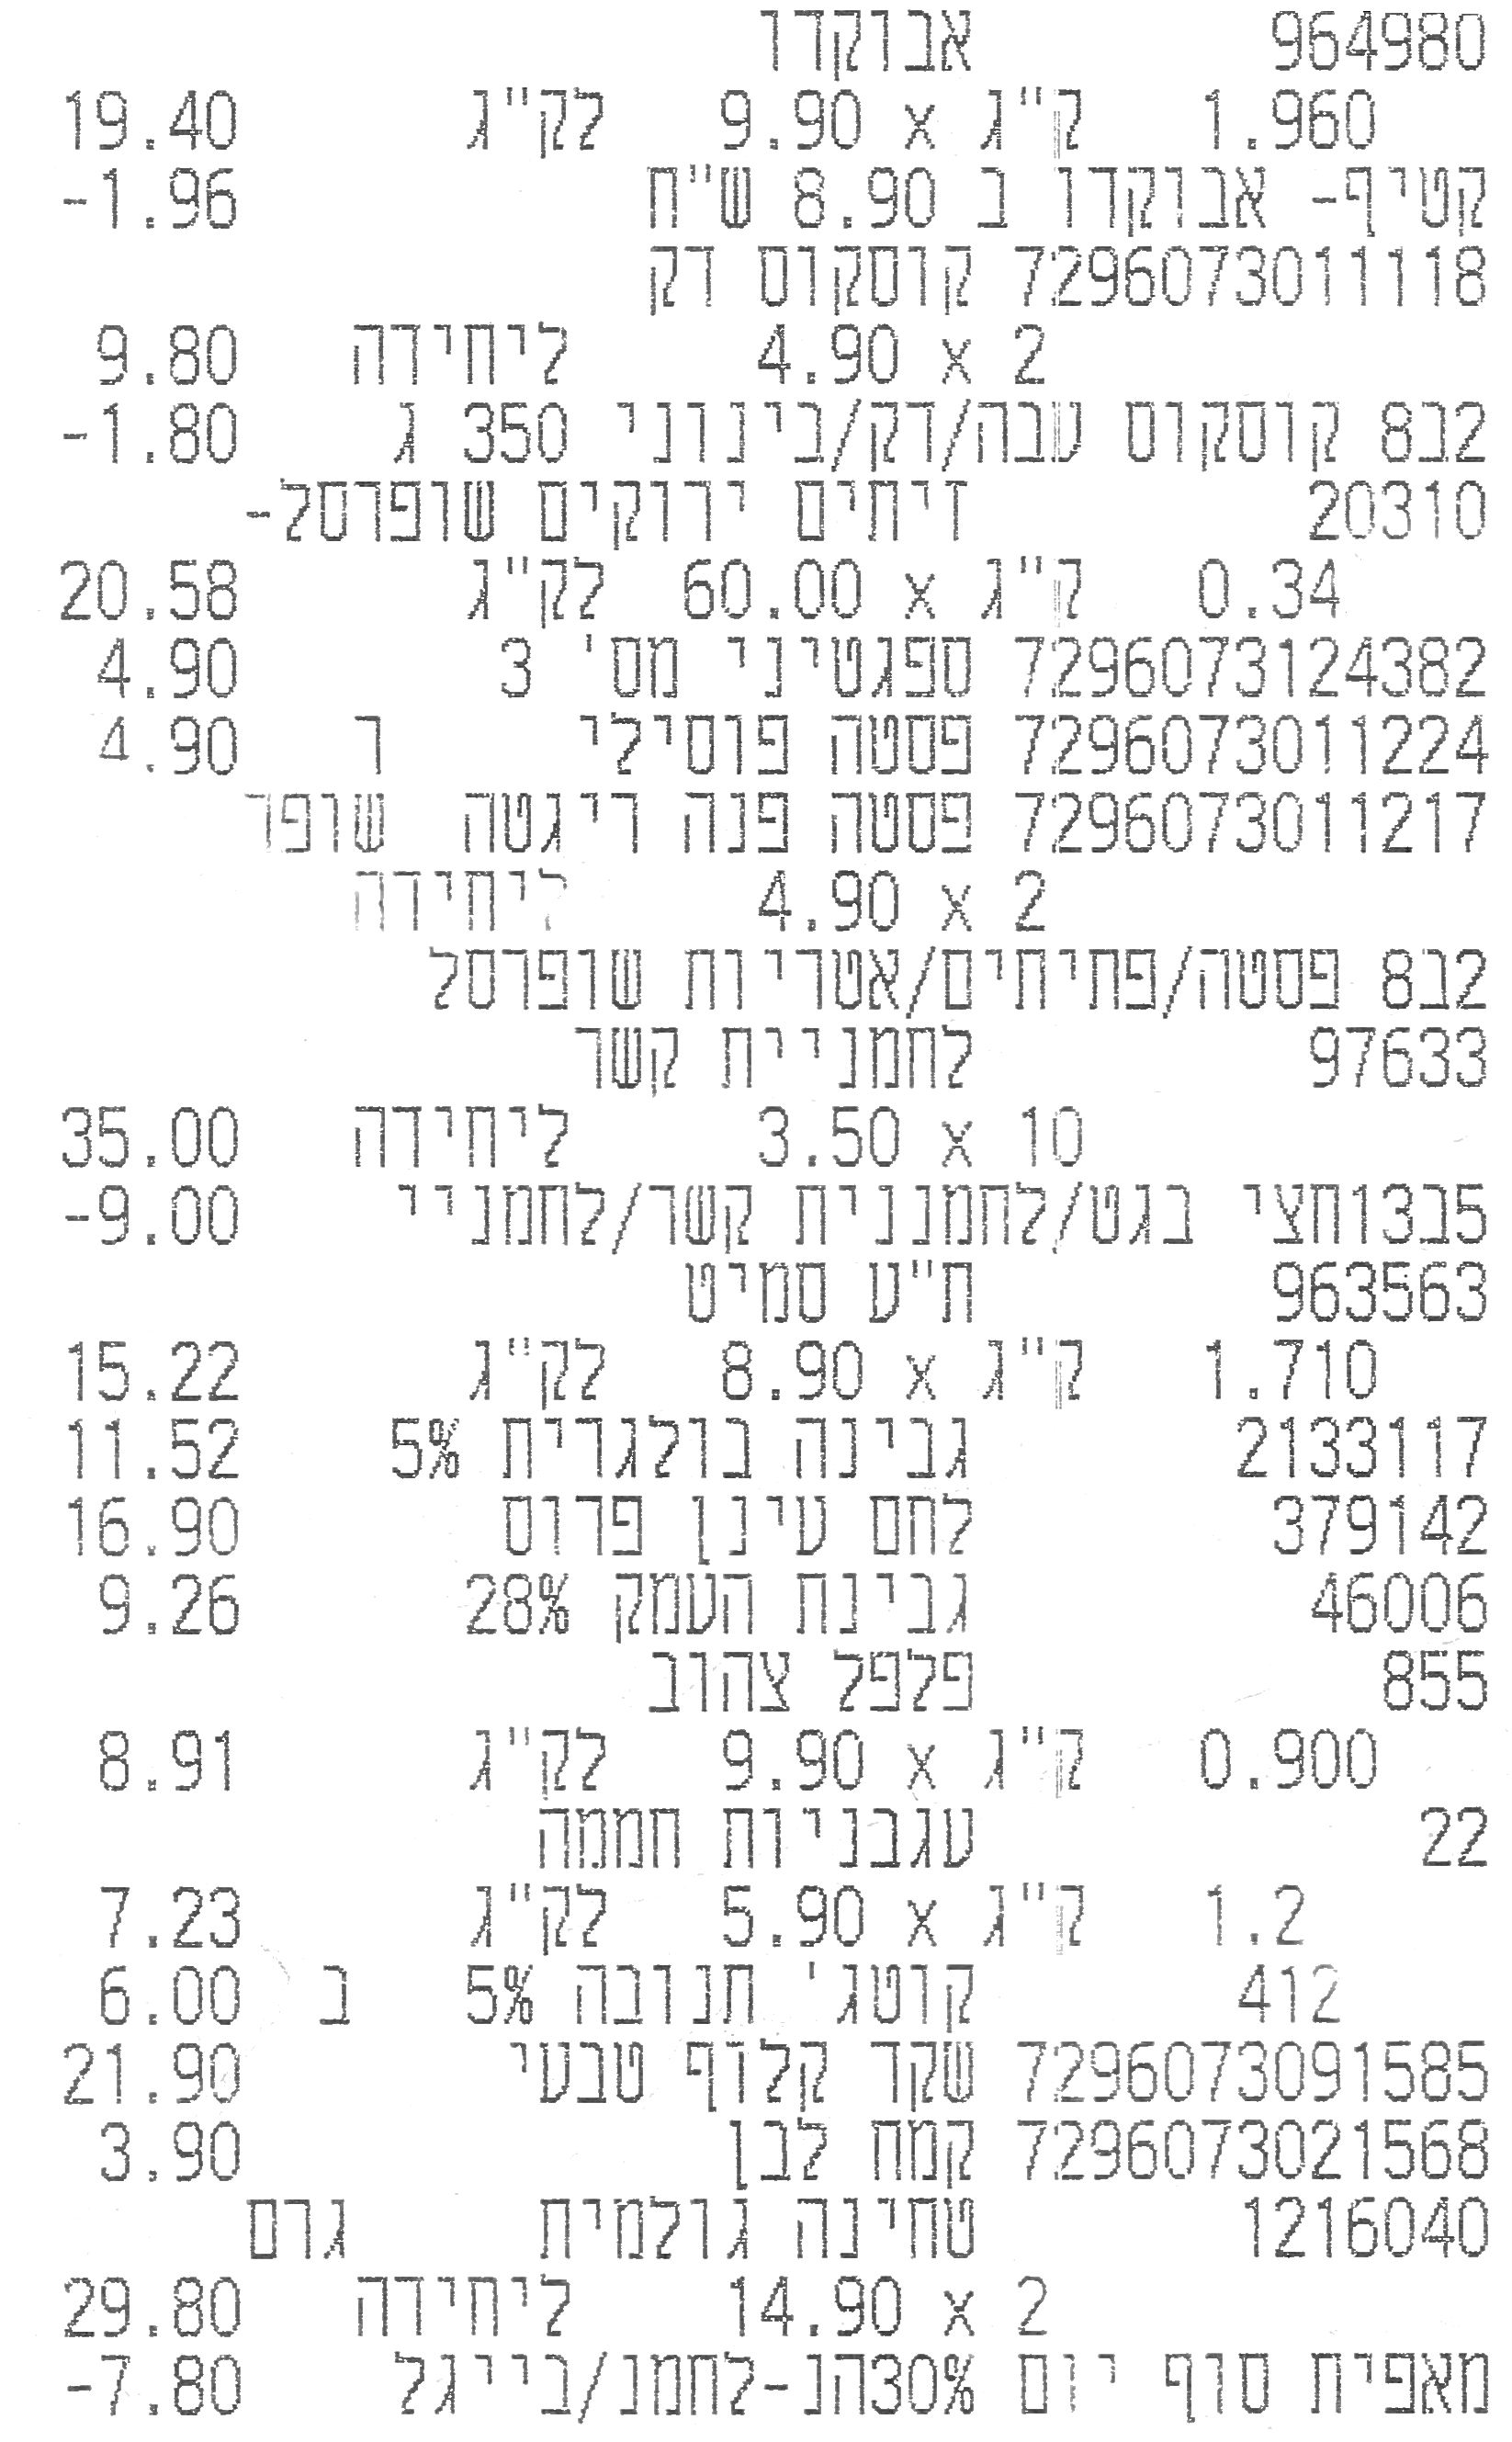 964980 אבוקדו
1.960 ק"ג x 9.90 לק"ג 19.40
קטיף- אבוקדו ב 8.90 ש"ח -1.96
7296073011118 קוסקוס דק
2 x 4.90 ליחידה 9.80
2ב8 קוסקוס עבה/דק/בינוני 350 ג -1.80
20310 זיתים ירוקים שופרסל-
0.34 ק"ג x 60.00 לק"ג 20.58
7296073124382 ספגטיני מס' 3 4.90
7296073011224 פסטה פוסילי ר 4.90
7296073011217 פסטה פנה ריגטה שופר
2 x 4.90 ליחידה
2ב8 פסטה/פתיתים/אטריות שופרסל
97633 לחמניית קשר
10 x 3.50 ליחידה 35.00
5ב13חצי בגט/לחמננית קשר/לחמניי -9.00
963563 ת"ע סמיט
1.710 ק"ג x 8.90 לק"ג 15.22
2133117 גבינה בולגרית 5% 11.52
379142 לחם עינן פרוס 16.90
46006 גבינת העמק 28% 9.26
855 פלפל צהוב
0.900 ק"ג x 9.90 לק"ג 8.91
22 עגבניות חממה
1.2 ק"ג x 5.90 לק"ג 7.23
412 קוטג' תנובה 5% ב 6.00
7296073091585 שקד קלוף טבעי 21.90
7296073021568 קמח לבן 3.90
1216040 טחינה גולמית גרם
2 x 14.90 ליחידה 29.80
מאפית סוף יום 30%הנ-לחמנ/בייגל -7.80